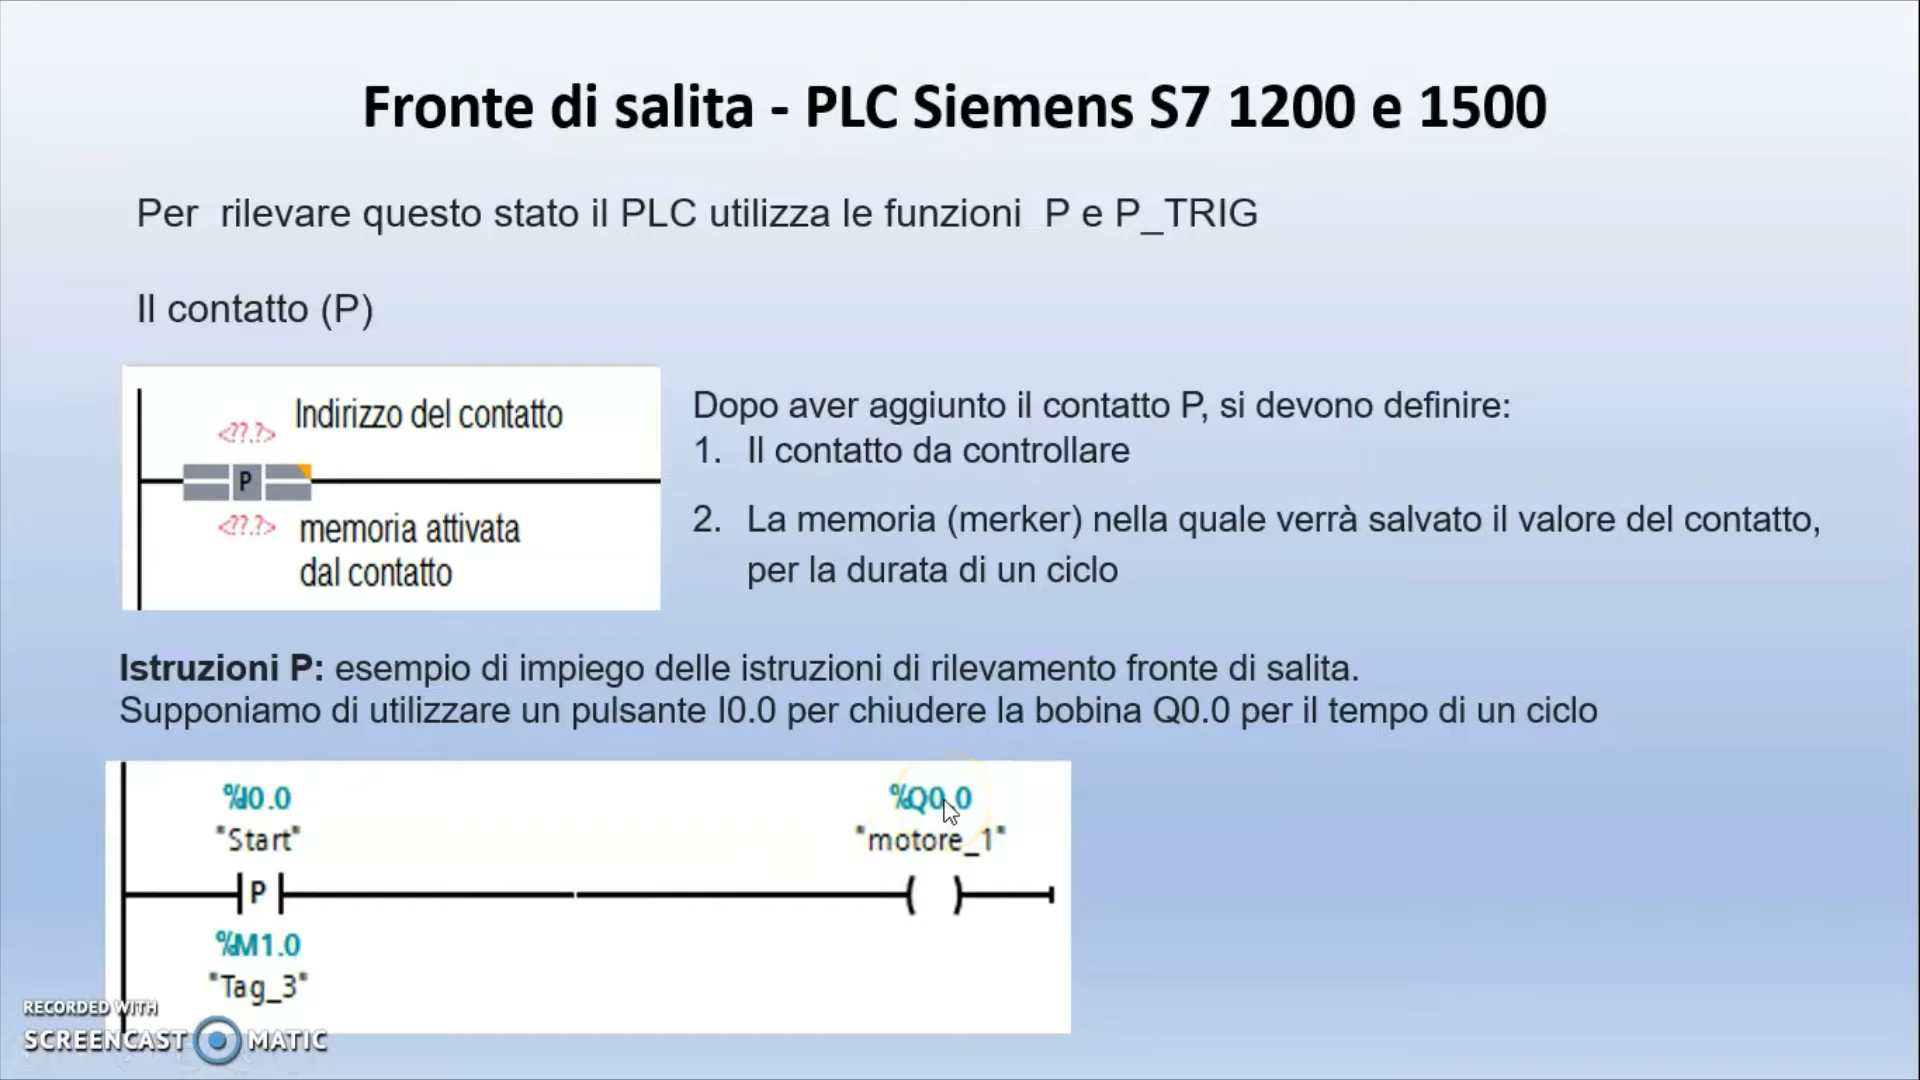 Fronte di salita - PLC Siemens S7 1200 e 1500
Per rilevare questo stato il PLC utilizza le funzioni P e P_TRIG
Il contatto (P)
<??.?>
Indirizzo del contatto
P
<??.?>
memoria attivata
dal contatto
Dopo aver aggiunto il contatto P, si devono definire:
1. Il contatto da controllare
2. La memoria (merker) nella quale verrà salvato il valore del contatto,
per la durata di un ciclo
Istruzioni P: esempio di impiego delle istruzioni di rilevamento fronte di salita.
Supponiamo di utilizzare un pulsante I0.0 per chiudere la bobina Q0.0 per il tempo di un ciclo
%I0.0
"Start"
P
%M1.0
"Tag_3"
%Q0.0
"motore_1"
RECORDED WITH
SCREENCAST MATIC